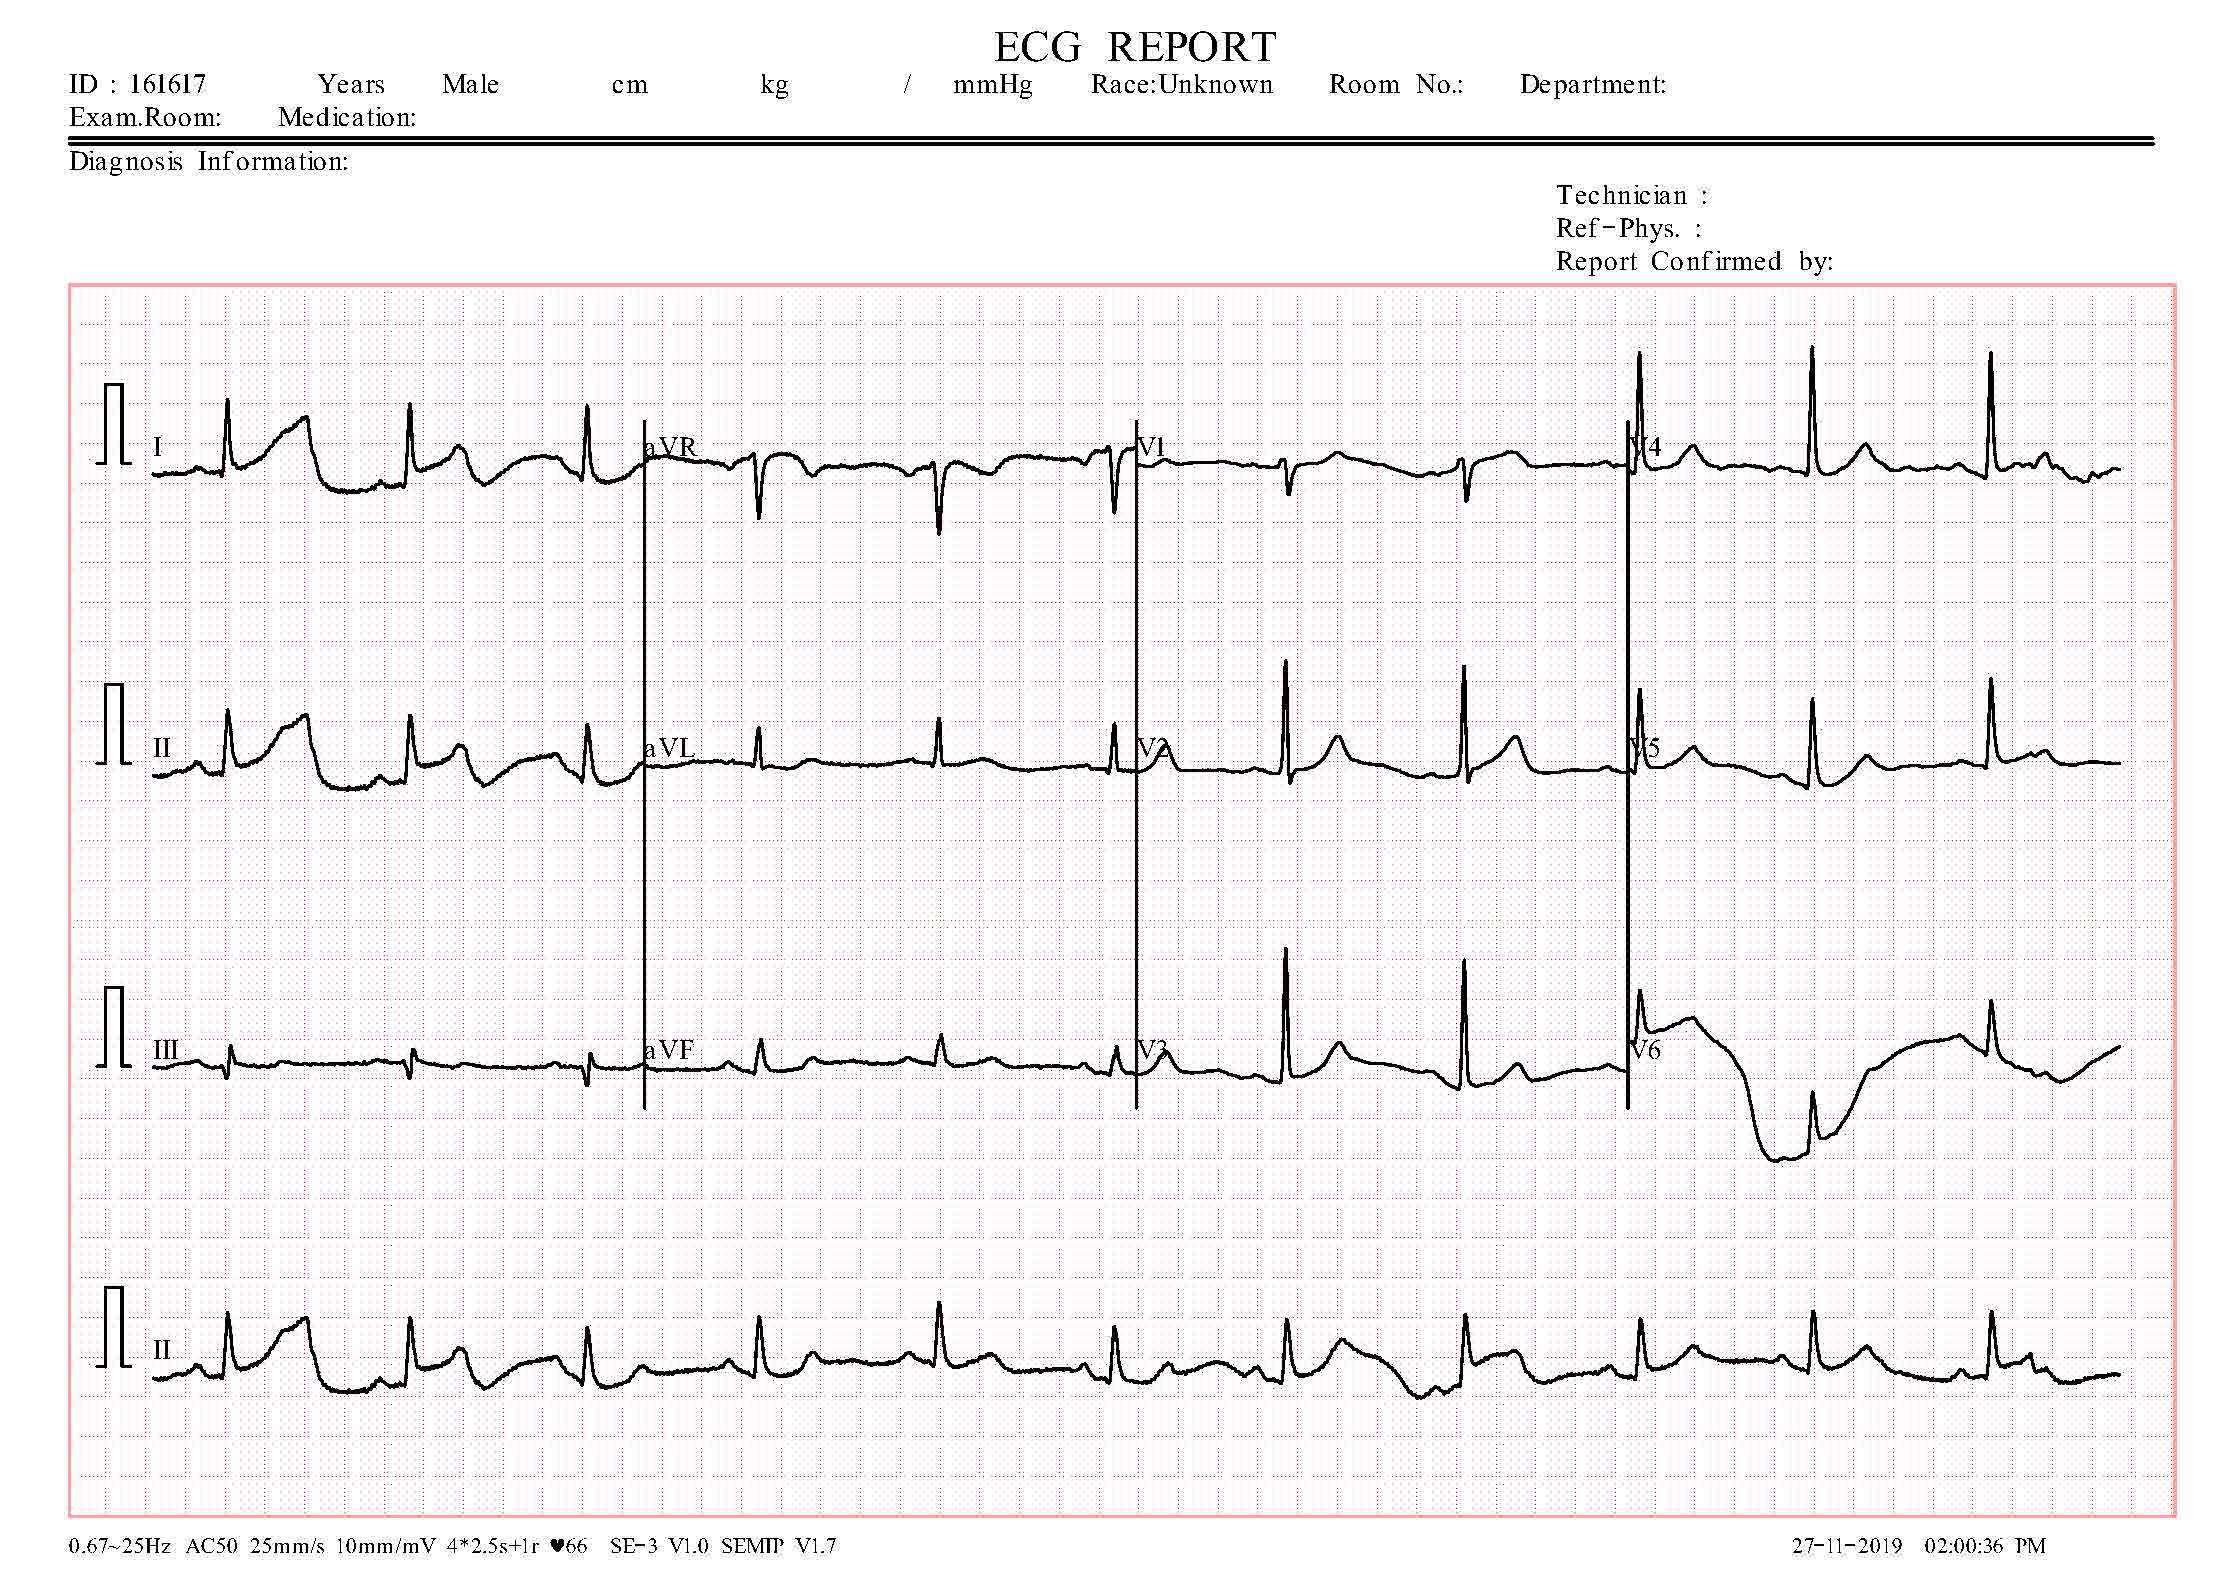 ECG REPORT
ID : 161617 Years Male cm kg / mmHg Race:Unknown Room No.: Department:
Exam.Room: Medication:
Diagnosis Information:
Technician :
Ref-Phys. :
Report Confirmed by:
I aVR V1 V4
II aVL V2 V5
III aVF V3 V6
II
0.67~25Hz AC50 25mm/s 10mm/mV 4*2.5s+1r ♥66 SE-3 V1.0 SEMIP V1.7 27-11-2019 02:00:36 PM